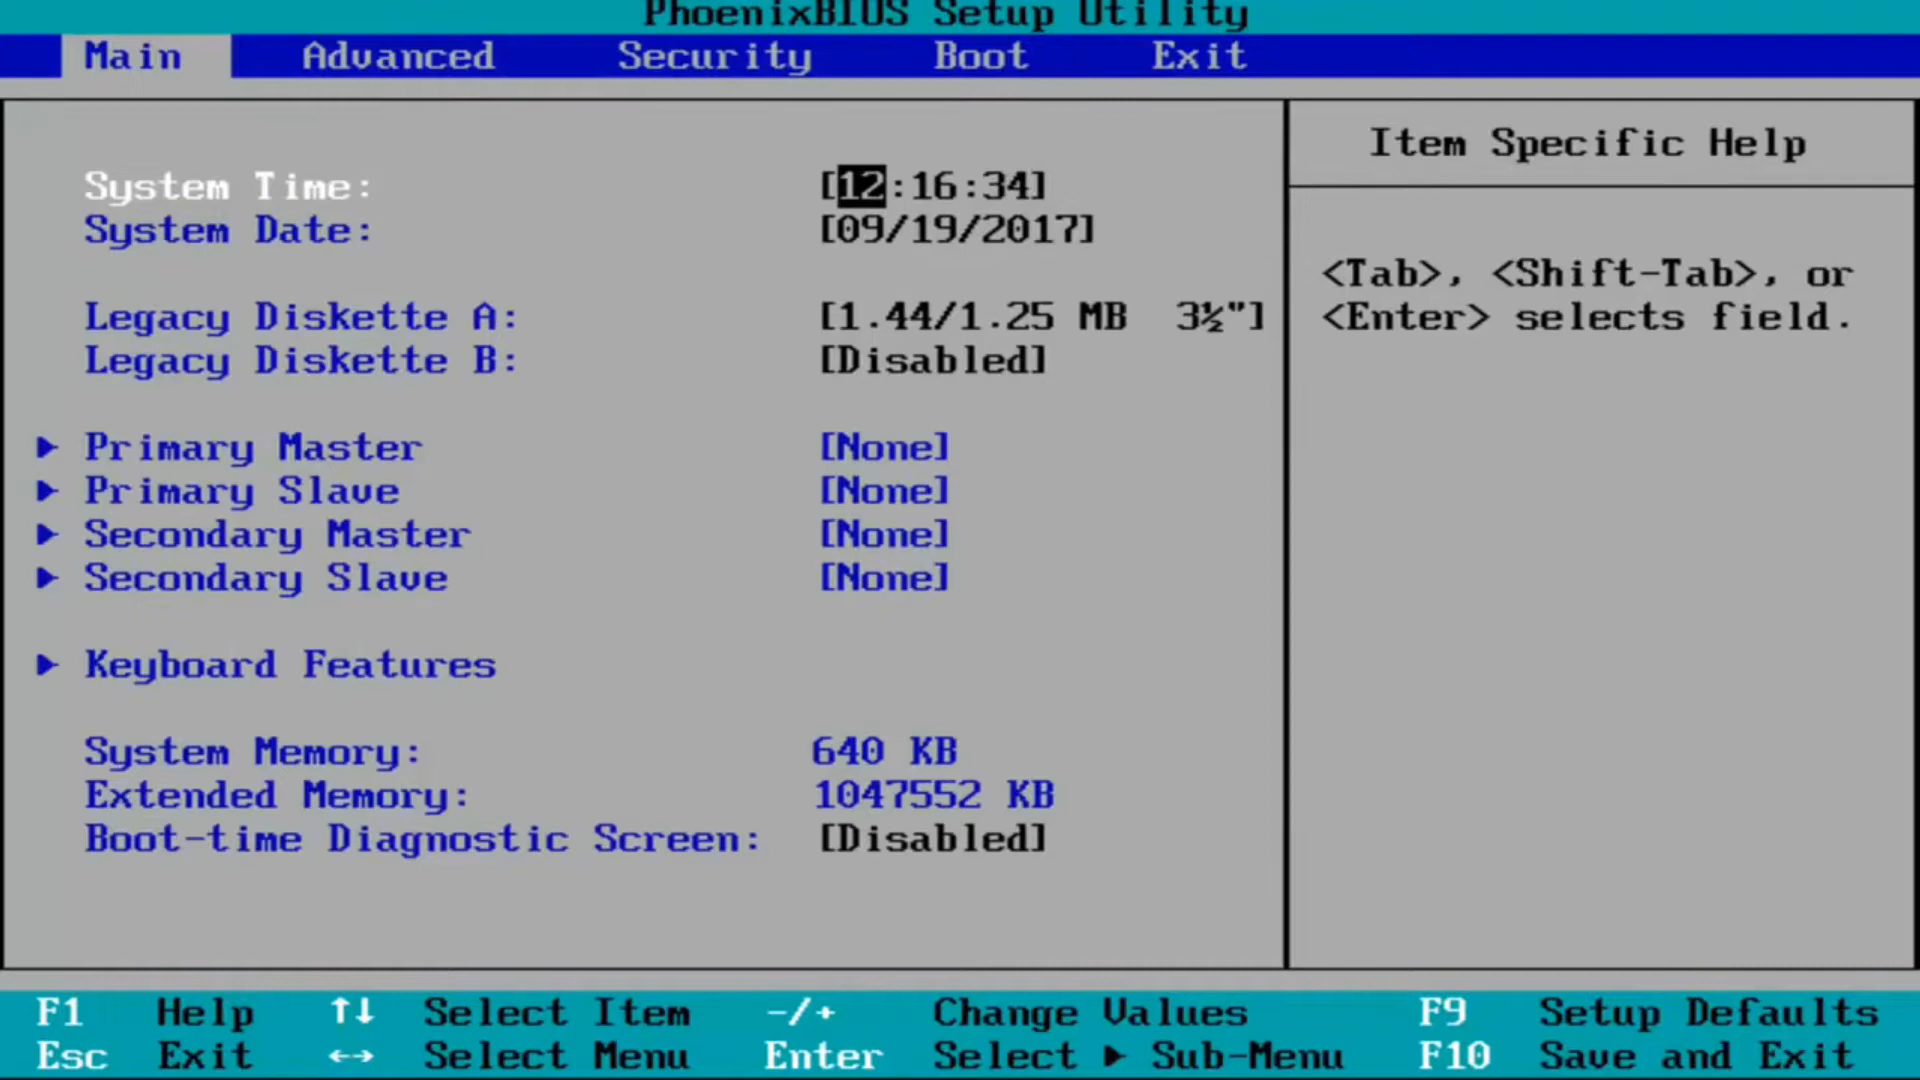 PhoenixBIOS Setup Utility
Main Advanced Security Boot Exit
Item Specific Help
System Time: [12:16:34]
System Date: [09/19/2017]
<Tab>, <Shift-Tab>, or
<Enter> selects field.
Legacy Diskette A: [1.44/1.25 MB 3½"]
Legacy Diskette B: [Disabled]
Primary Master [None]
Primary Slave [None]
Secondary Master [None]
Secondary Slave [None]
Keyboard Features
System Memory: 640 KB
Extended Memory: 1047552 KB
Boot-time Diagnostic Screen: [Disabled]
F1 Help ↑↓ Select Item -/+ Change Values F9 Setup Defaults
Esc Exit ↔ Select Menu Enter Select ▶ Sub-Menu F10 Save and Exit